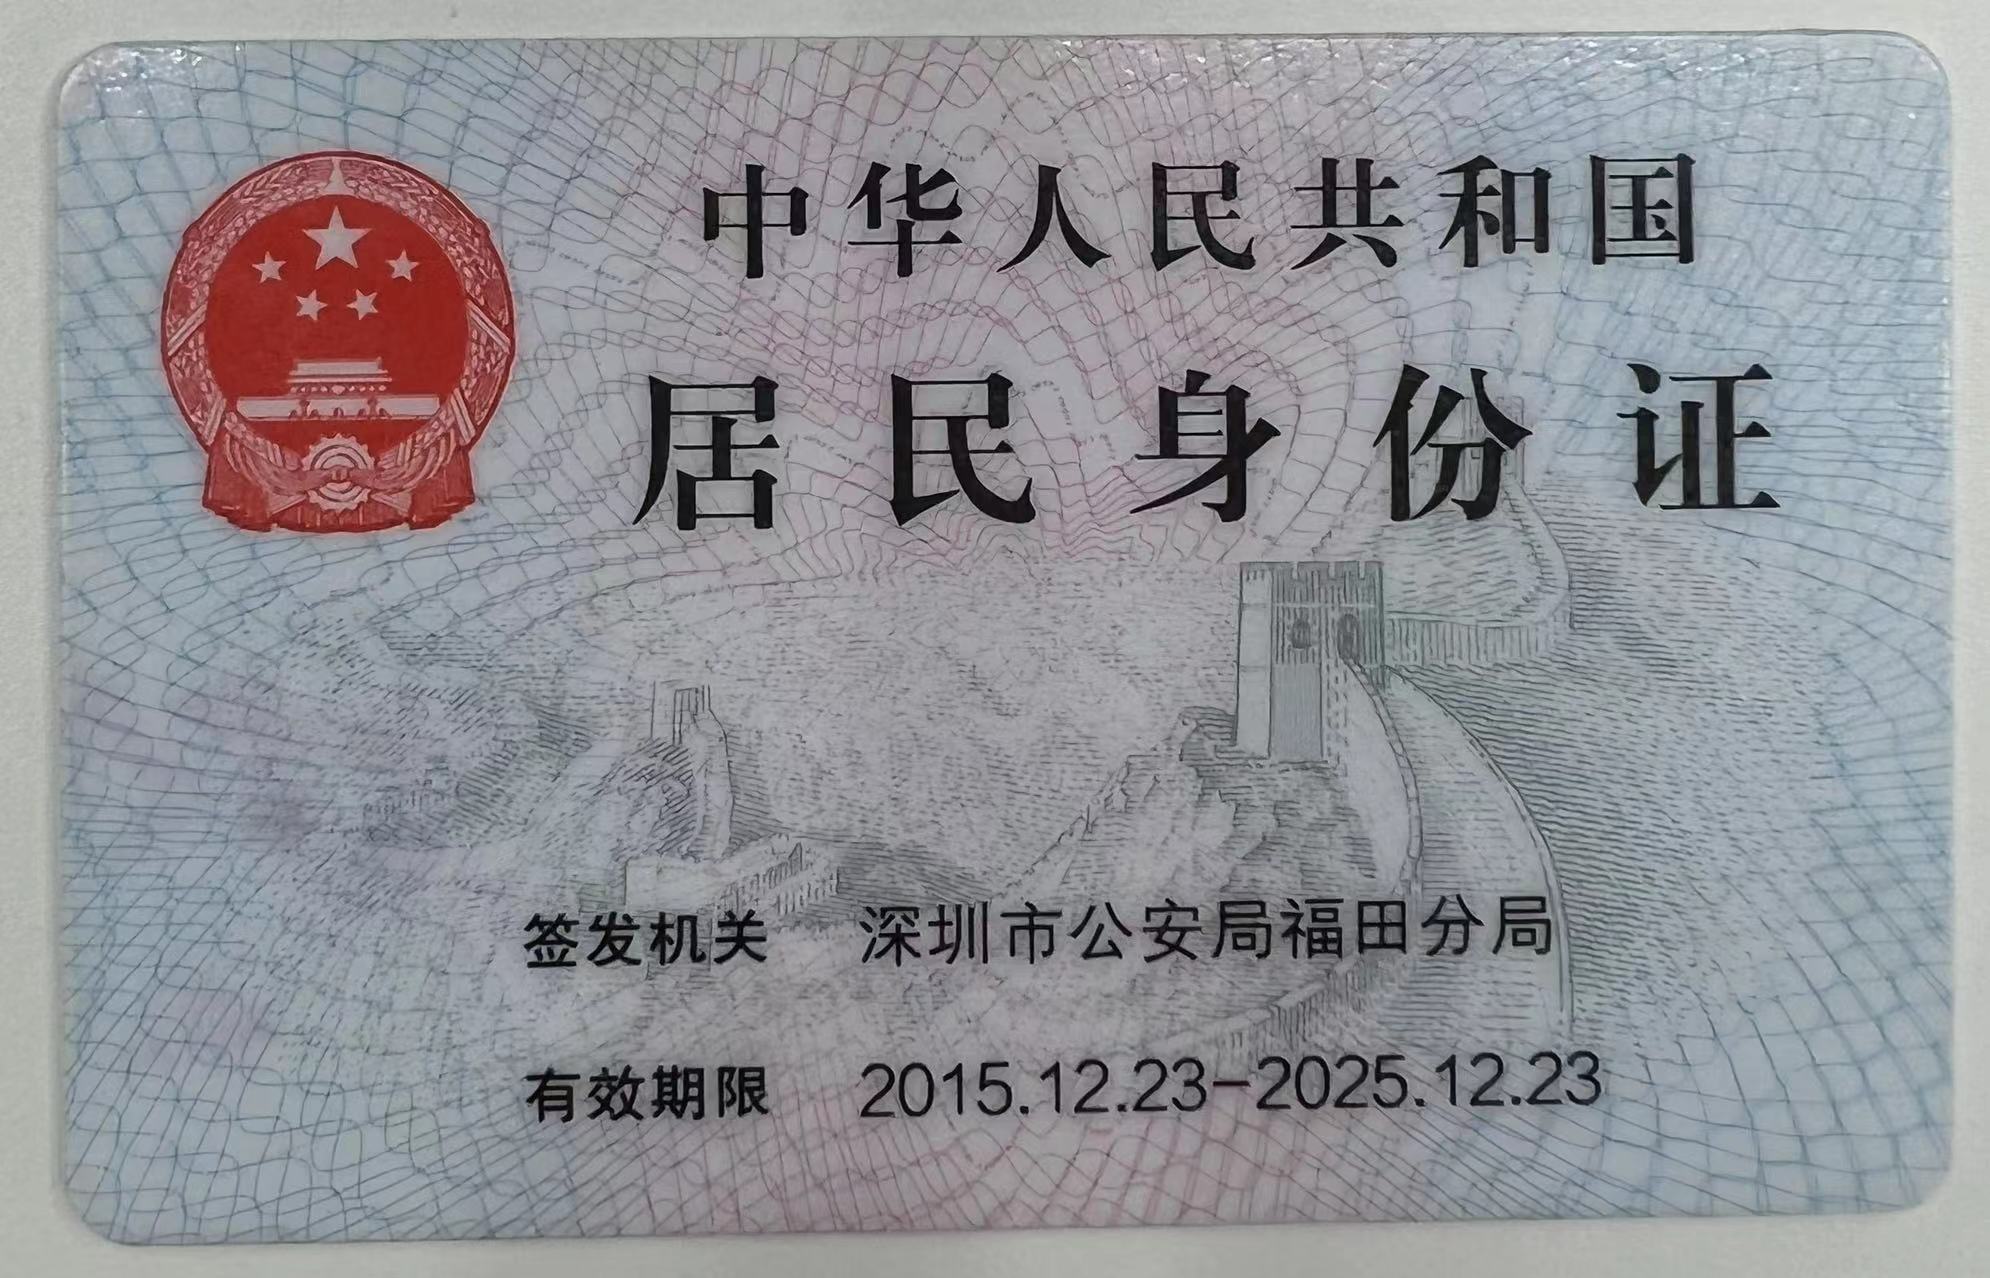 中华人民共和国
居民身份证
签发机关 深圳市公安局福田分局
有效期限 2015.12.23-2025.12.23